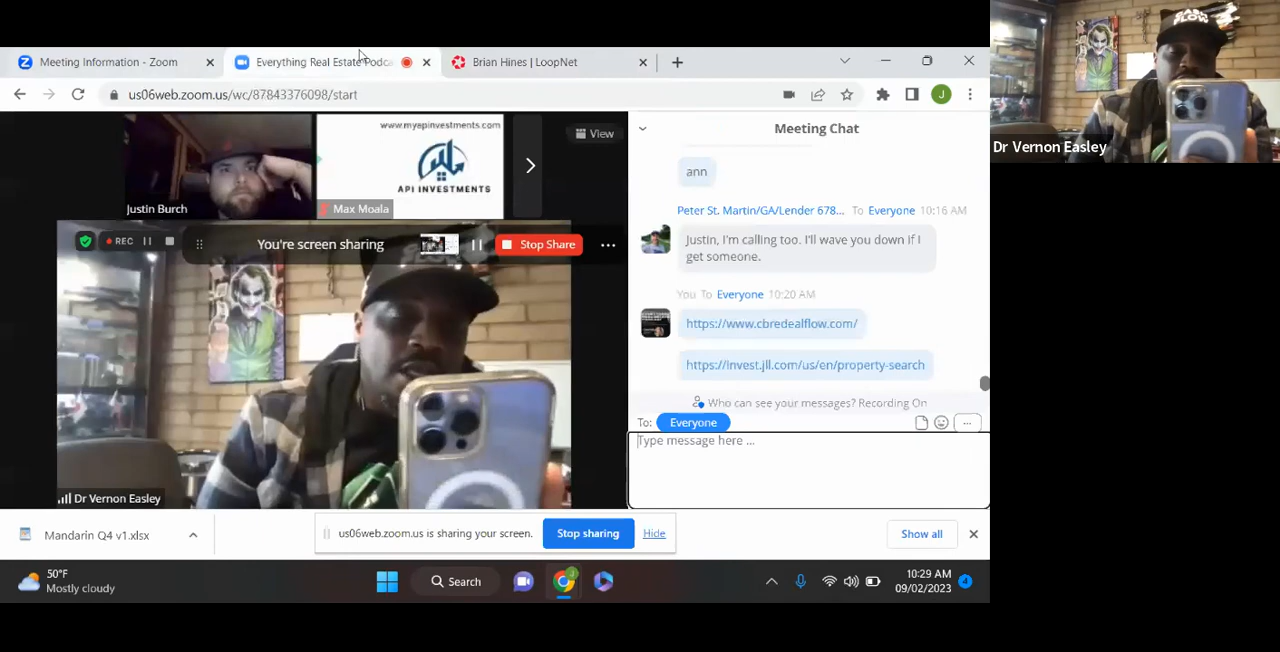 Meeting Information - Zoom
Everything Real Estate Podca
Brian Hines | LoopNet
us06web.zoom.us/wc/87843376098/start
J
CASH
FLOW
Dr Vernon Easley
Justin Burch
www.myapinvestments.com
API INVESTMENTS
Max Moala
View
REC
You're screen sharing
Stop Share
Dr Vernon Easley
Meeting Chat
ann
Peter St. Martin/GA/Lender 678... To Everyone 10:16 AM
Justin, I'm calling too. I'll wave you down if I
get someone.
You To Everyone 10:20 AM
https://www.cbredealflow.com/
https://invest.jll.com/us/en/property-search
Who can see your messages? Recording On
To: Everyone
Type message here ...
Mandarin Q4 v1.xlsx
us06web.zoom.us is sharing your screen.
Stop sharing
Hide
Show all
50°F
Mostly cloudy
Search
10:29 AM
09/02/2023